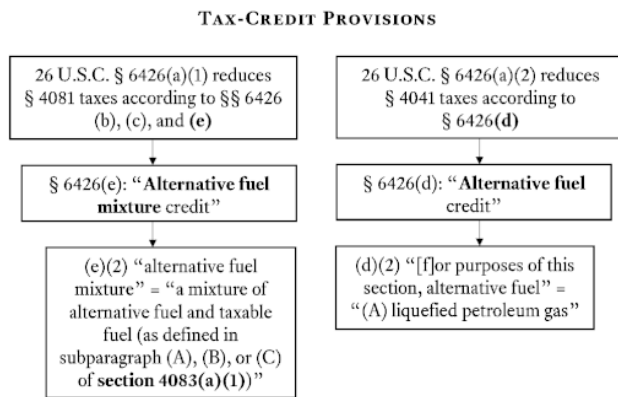 TAX-CREDIT PROVISIONS
26 U.S.C. § 6426(a)(1) reduces
§ 4081 taxes according to §§ 6426
(b), (c), and (e)
§ 6426(e): “Alternative fuel
mixture credit”
(e)(2) “alternative fuel
mixture” = “a mixture of
alternative fuel and taxable
fuel (as defined in
subparagraph (A), (B), or (C)
of section 4083(a)(1))”
26 U.S.C. § 6426(a)(2) reduces
§ 4041 taxes according to
§ 6426(d)
§ 6426(d): “Alternative fuel
credit”
(d)(2) “[f]or purposes of this
section, alternative fuel” =
“(A) liquefied petroleum gas”